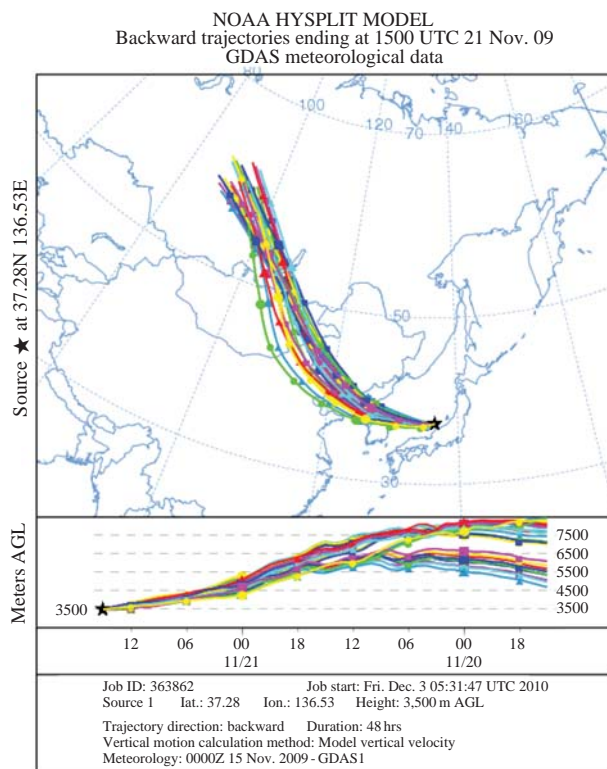 NOAA HYSPLIT MODEL
Backward trajectories ending at 1500 UTC 21 Nov. 09
GDAS meteorological data
80
100
120
70
140
160
50
30
Source ★ at 37.28N 136.53E
Meters AGL
3500
7500
6500
5500
4500
3500
12 06 00 18 12 06 00 18
11/21 11/20
Job ID: 363862 Job start: Fri. Dec. 3 05:31:47 UTC 2010
Source 1 Iat.: 37.28 Ion.: 136.53 Height: 3,500 m AGL
Trajectory direction: backward Duration: 48 hrs
Vertical motion calculation method: Model vertical velocity
Meteorology: 0000Z 15 Nov. 2009 - GDAS1